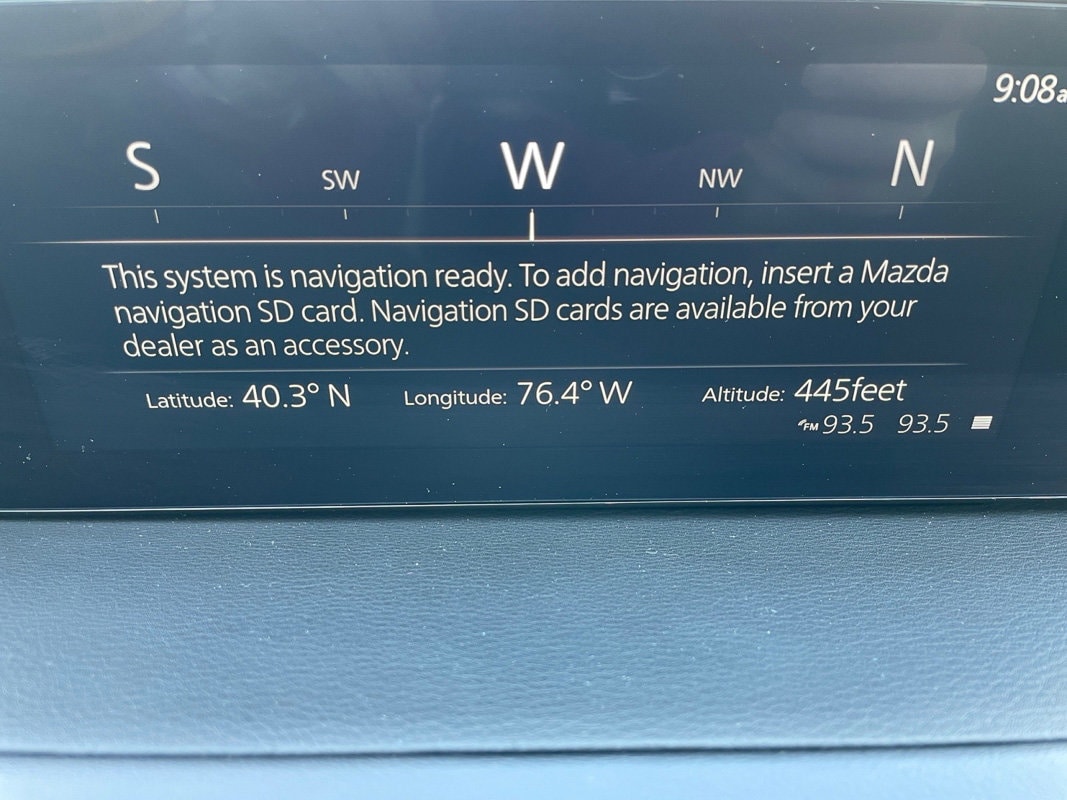 9:08a
S SW W NW N
This system is navigation ready. To add navigation, insert a Mazda
navigation SD card. Navigation SD cards are available from your
dealer as an accessory.
Latitude: 40.3° N Longitude: 76.4° W Altitude: 445feet
FM 93.5 93.5